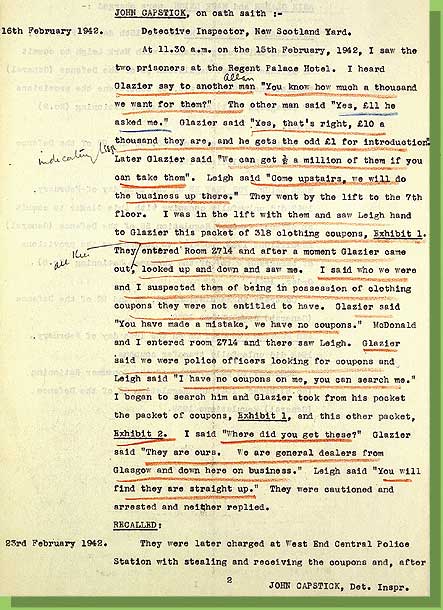 JOHN CAPSTICK, on oath saith :-
16th February 1942. Detective Inspector, New Scotland Yard.
At 11.30 a.m. on the 15th February, 1942, I saw the
two prisoners at the Regent Palace Hotel. I heard
Allen
Glazier say to another man "You know how much a thousand
we want for them?" The other man said "Yes, £11 he
asked me." Glazier said "Yes, that's right, £10 a
thousand they are, and he gets the odd £1 for introduction."
indicating Leigh
Later Glazier said "We can get ½ a million of them if you
can take them". Leigh said "Come upstairs, we will do
the business up there." They went by the lift to the 7th
floor. I was in the lift with them and saw Leigh hand
to Glazier this packet of 318 clothing coupons, Exhibit 1.
all three
They entered Room 2714 and after a moment Glazier came
out, looked up and down and saw me. I said who we were
and I suspected them of being in possession of clothing
coupons they were not entitled to have. Glazier said
"You have made a mistake, we have no coupons." McDonald
and I entered room 2714 and there saw Leigh. Glazier
said we were police officers looking for coupons and
Leigh said "I have no coupons on me, you can search me."
I began to search him and Glazier took from his pocket
the packet of coupons, Exhibit 1, and this other packet,
Exhibit 2. I said "Where did you get these?" Glazier
said "They are ours. We are general dealers from
Glasgow and down here on business." Leigh said "You will
find they are straight up." They were cautioned and
arrested and neither replied.
RECALLED:
23rd February 1942. They were later charged at West End Central Police
Station with stealing and receiving the coupons and, after
2
JOHN CAPSTICK, Det. Inspr.